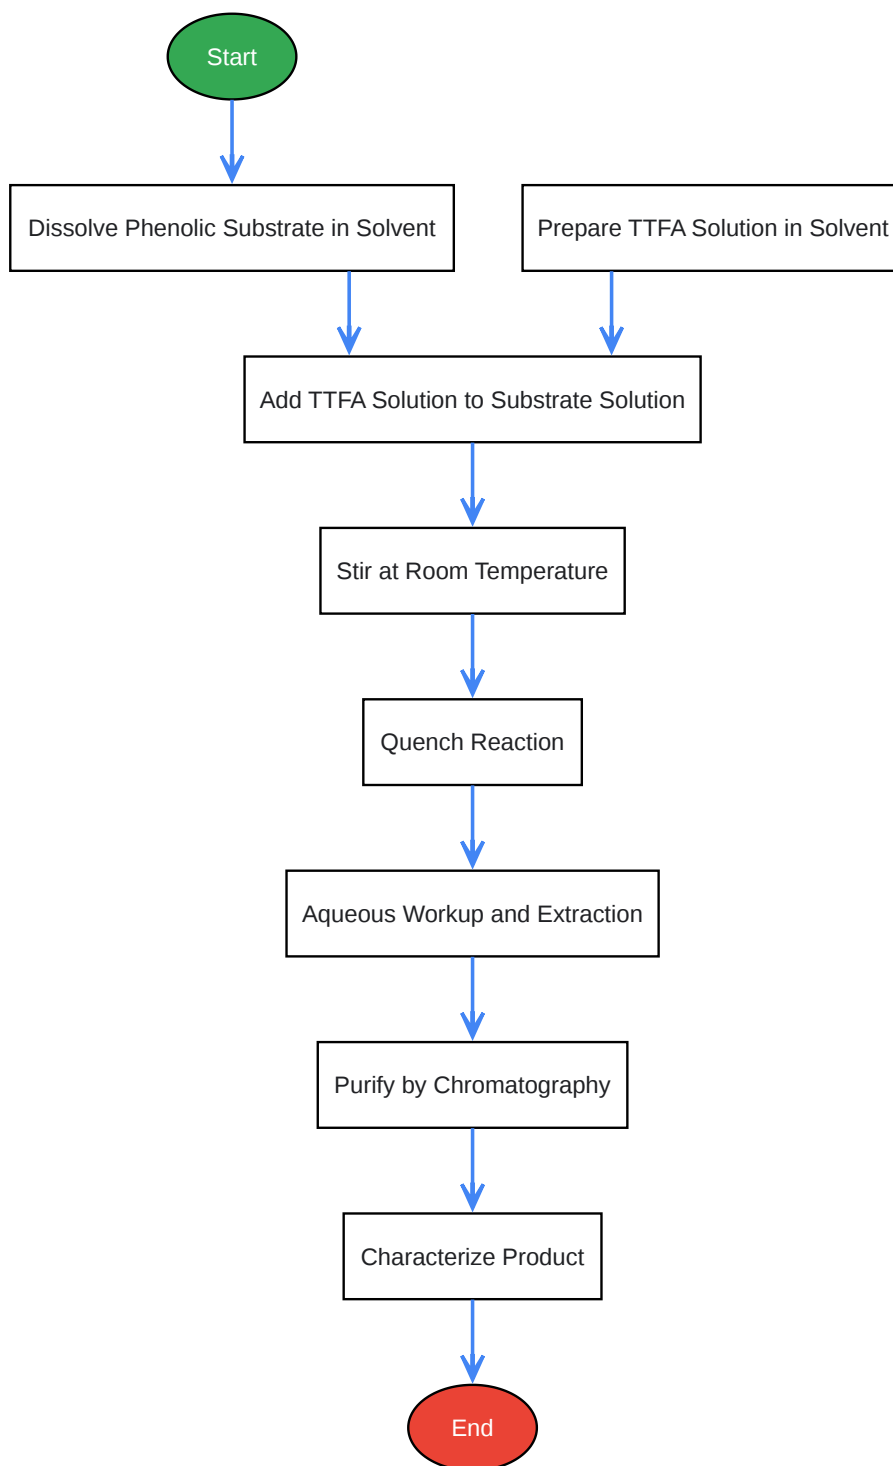 Start
Dissolve Phenolic Substrate in Solvent
Prepare TTFA Solution in Solvent
Add TTFA Solution to Substrate Solution
Stir at Room Temperature
Quench Reaction
Aqueous Workup and Extraction
Purify by Chromatography
Characterize Product
End